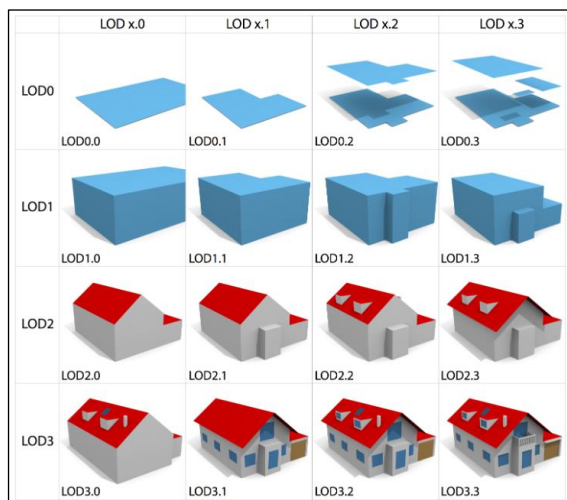 LOD x.0 LOD x.1 LOD x.2 LOD x.3
LOD0
LOD0.0 LOD0.1 LOD0.2 LOD0.3
LOD1
LOD1.0 LOD1.1 LOD1.2 LOD1.3
LOD2
LOD2.0 LOD2.1 LOD2.2 LOD2.3
LOD3
LOD3.0 LOD3.1 LOD3.2 LOD3.3